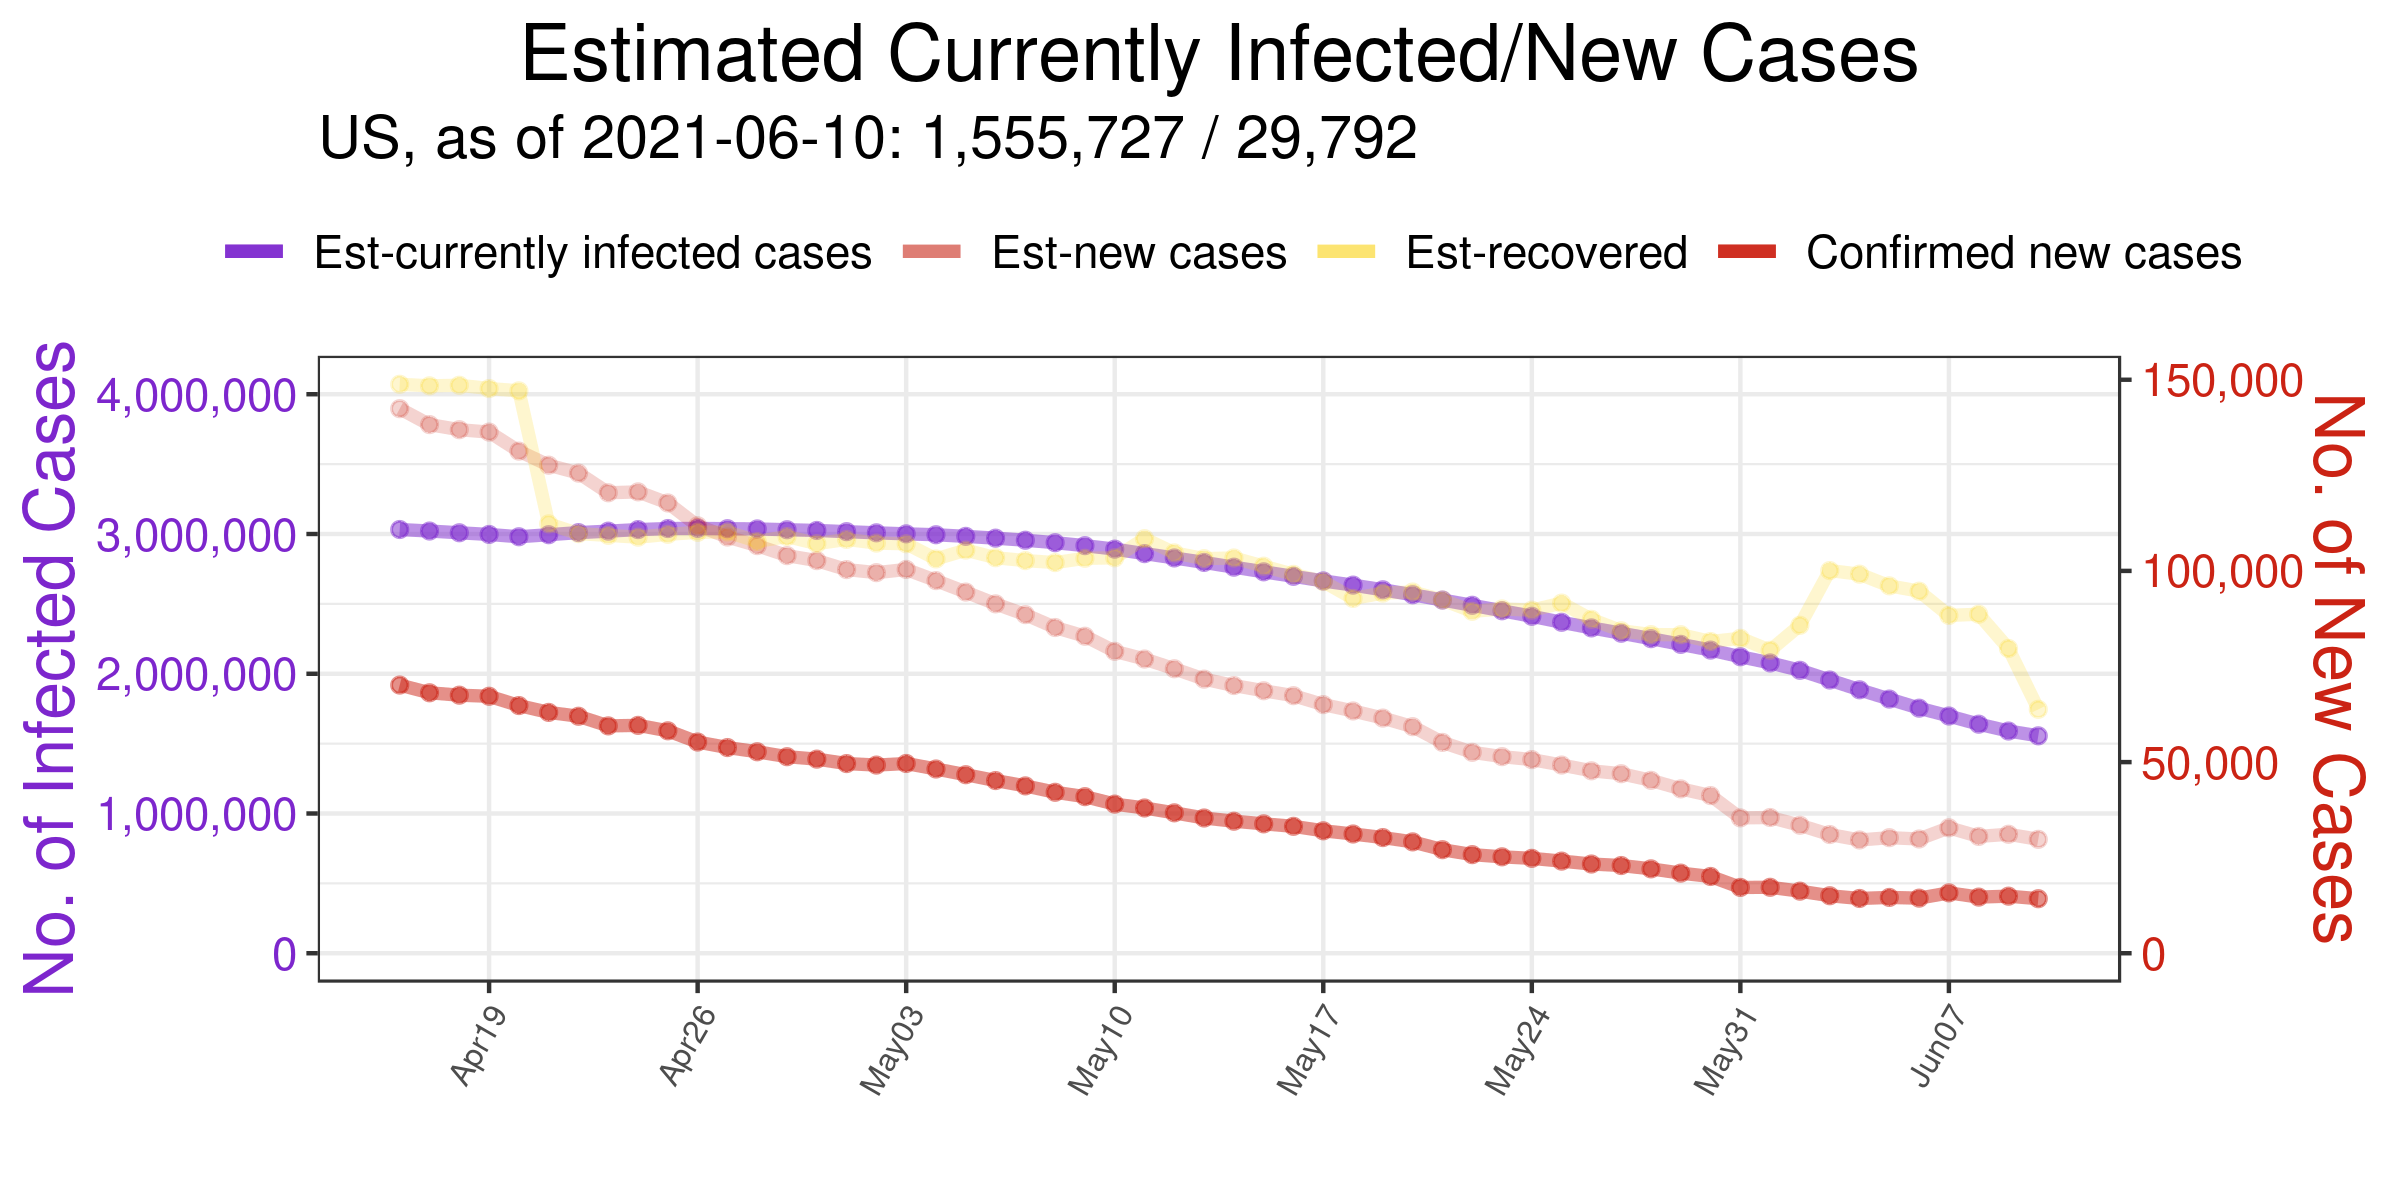 Estimated Currently Infected/New Cases
US, as of 2021-06-10: 1,555,727 / 29,792
Est-currently infected cases Est-new cases Est-recovered Confirmed new cases
No. of Infected Cases
4,000,000
3,000,000
2,000,000
1,000,000
0
150,000
100,000
50,000
0
No. of New Cases
Apr19 Apr26 May03 May10 May17 May24 May31 Jun07